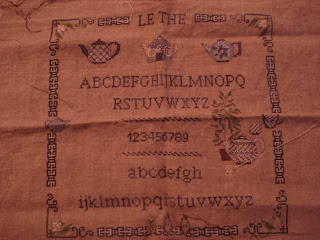 LE THE
ABCDEFGHIJKLMNOPQ
RSTUVWXYZ
123456789
abcdefgh
ijklmnopqrstuvwxyz